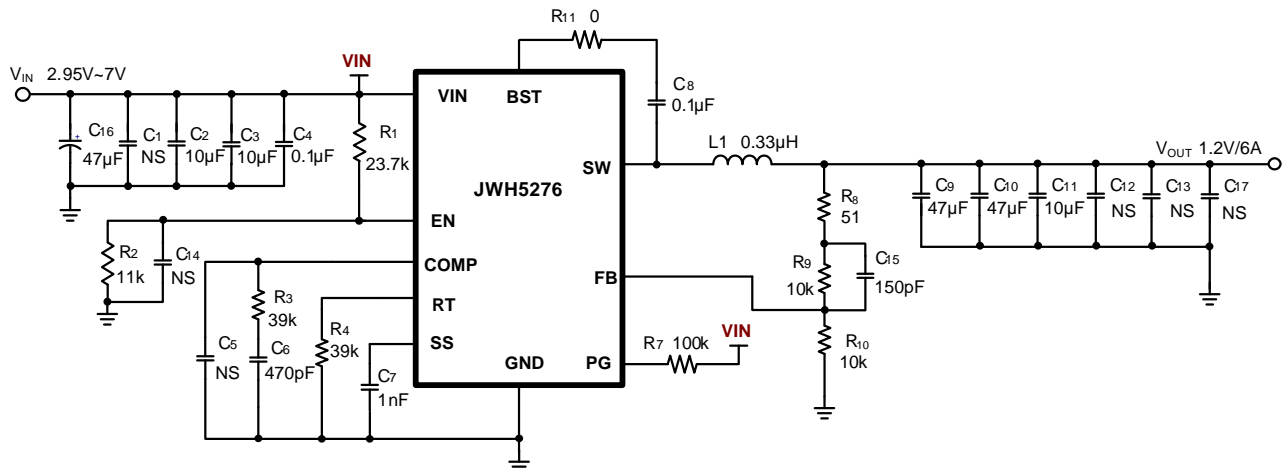 R11 0
VIN
VIN 2.95V~7V
VIN
BST
C8
0.1µF
C16
47µF
C1
NS
C2
10µF
C3
10µF
C4
0.1µF
R1
23.7k
L1 0.33µH
VOUT 1.2V/6A
SW
JWH5276
C9
47µF
C10
47µF
C11
10µF
C12
NS
C13
NS
C17
NS
R8
51
EN
R2
11k
C14
NS
COMP
FB
R9
10k
C15
150pF
R3
39k
RT
VIN
C5
NS
C6
470pF
R4
39k
SS
R7 100k
R10
10k
GND
PG
C7
1nF